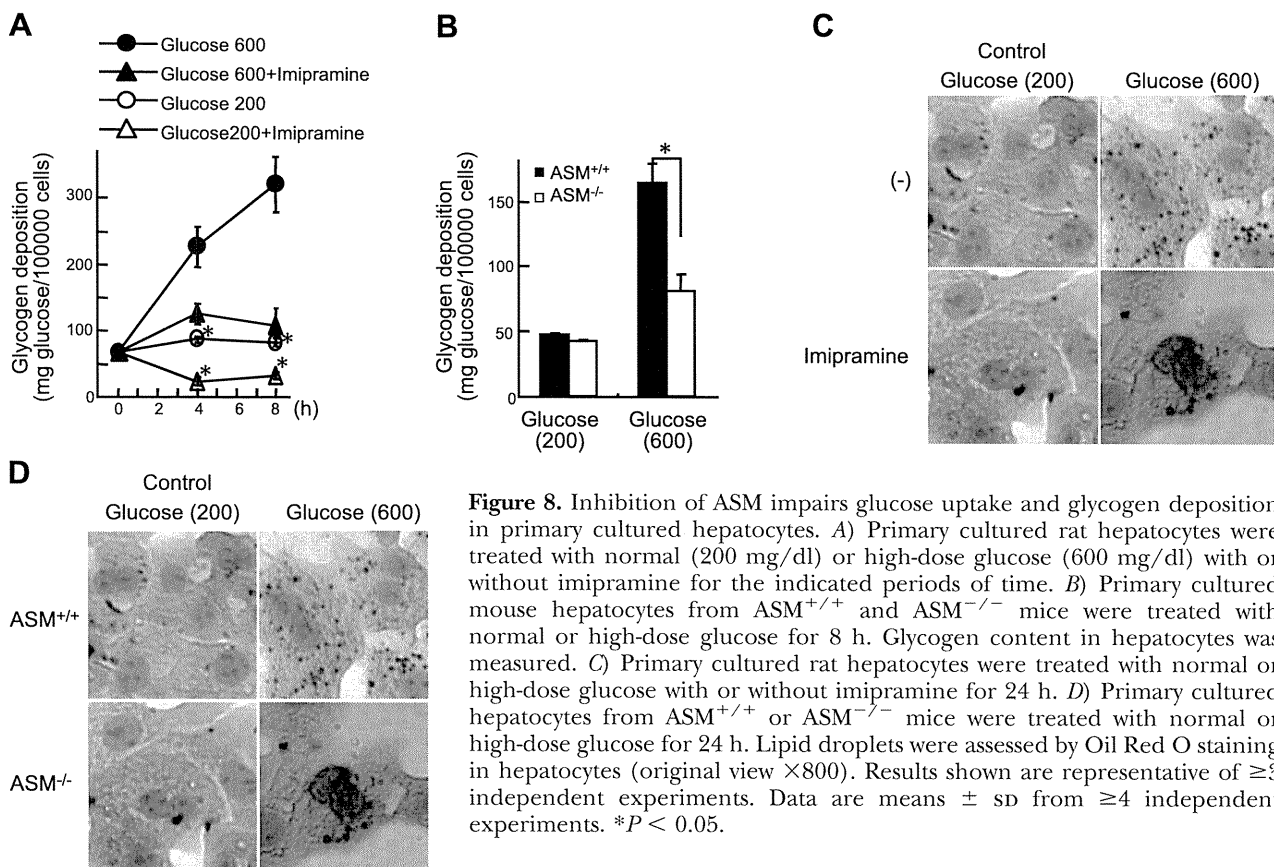 A
Glucose 600
Glucose 600+Imipramine
Glucose 200
Glucose200+Imipramine
Glycogen deposition
(mg glucose/100000 cells)
300
200
100
0
0 2 4 6 8 (h)
*
*
*
*
B
ASM+/+
ASM-/-
*
Glycogen deposition
(mg glucose/100000 cells)
150
100
50
0
Glucose
(200)
Glucose
(600)
C
Control
Glucose (200)
Glucose (600)
(-)
Imipramine
D
Control
Glucose (200)
Glucose (600)
ASM+/+
ASM-/-
Figure 8. Inhibition of ASM impairs glucose uptake and glycogen deposition
in primary cultured hepatocytes. A) Primary cultured rat hepatocytes were
treated with normal (200 mg/dl) or high-dose glucose (600 mg/dl) with or
without imipramine for the indicated periods of time. B) Primary cultured
mouse hepatocytes from ASM+/+ and ASM−/− mice were treated with
normal or high-dose glucose for 8 h. Glycogen content in hepatocytes was
measured. C) Primary cultured rat hepatocytes were treated with normal or
high-dose glucose with or without imipramine for 24 h. D) Primary cultured
hepatocytes from ASM+/+ or ASM−/− mice were treated with normal or
high-dose glucose for 24 h. Lipid droplets were assessed by Oil Red O staining
in hepatocytes (original view ×800). Results shown are representative of ≥3
independent experiments. Data are means ± SD from ≥4 independent
experiments. *P < 0.05.